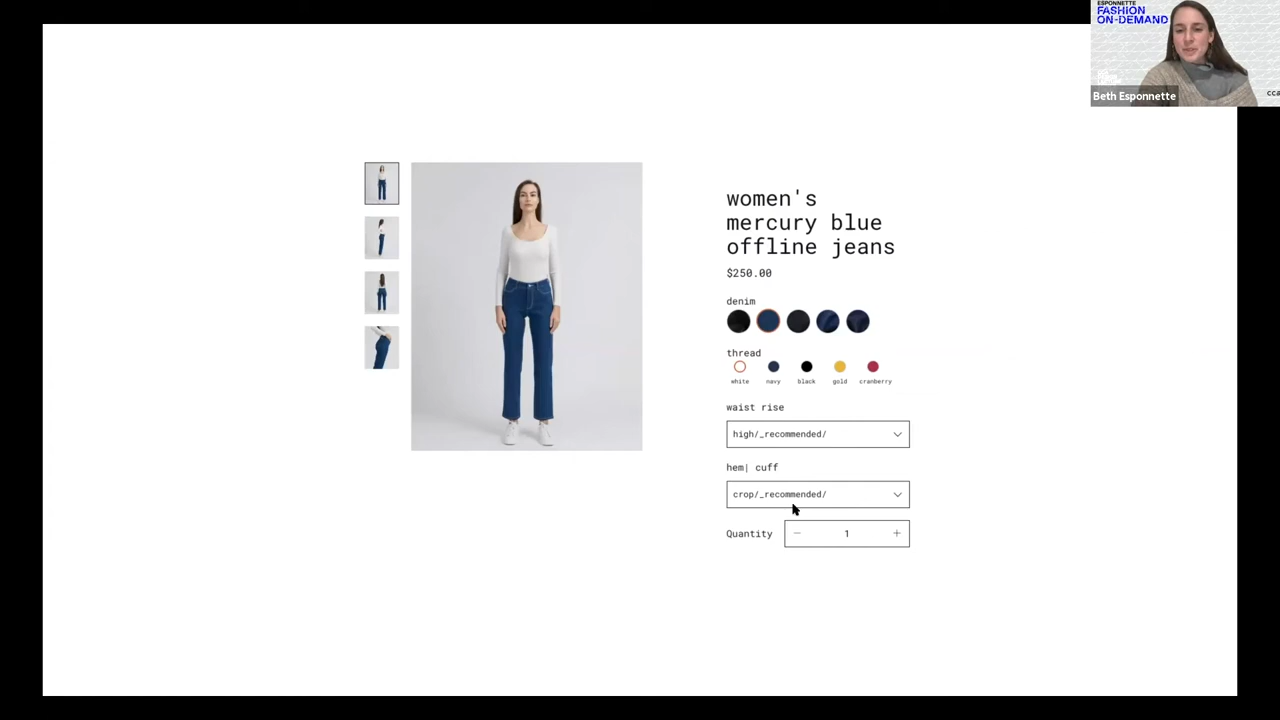 ESPONNETTE
FASHION
ON-DEMAND
Beth Esponnette
cca
women's
mercury blue
offline jeans
$250.00
denim
thread
white navy black gold cranberry
waist rise
high/_recommended/
hem| cuff
crop/_recommended/
Quantity − 1 +